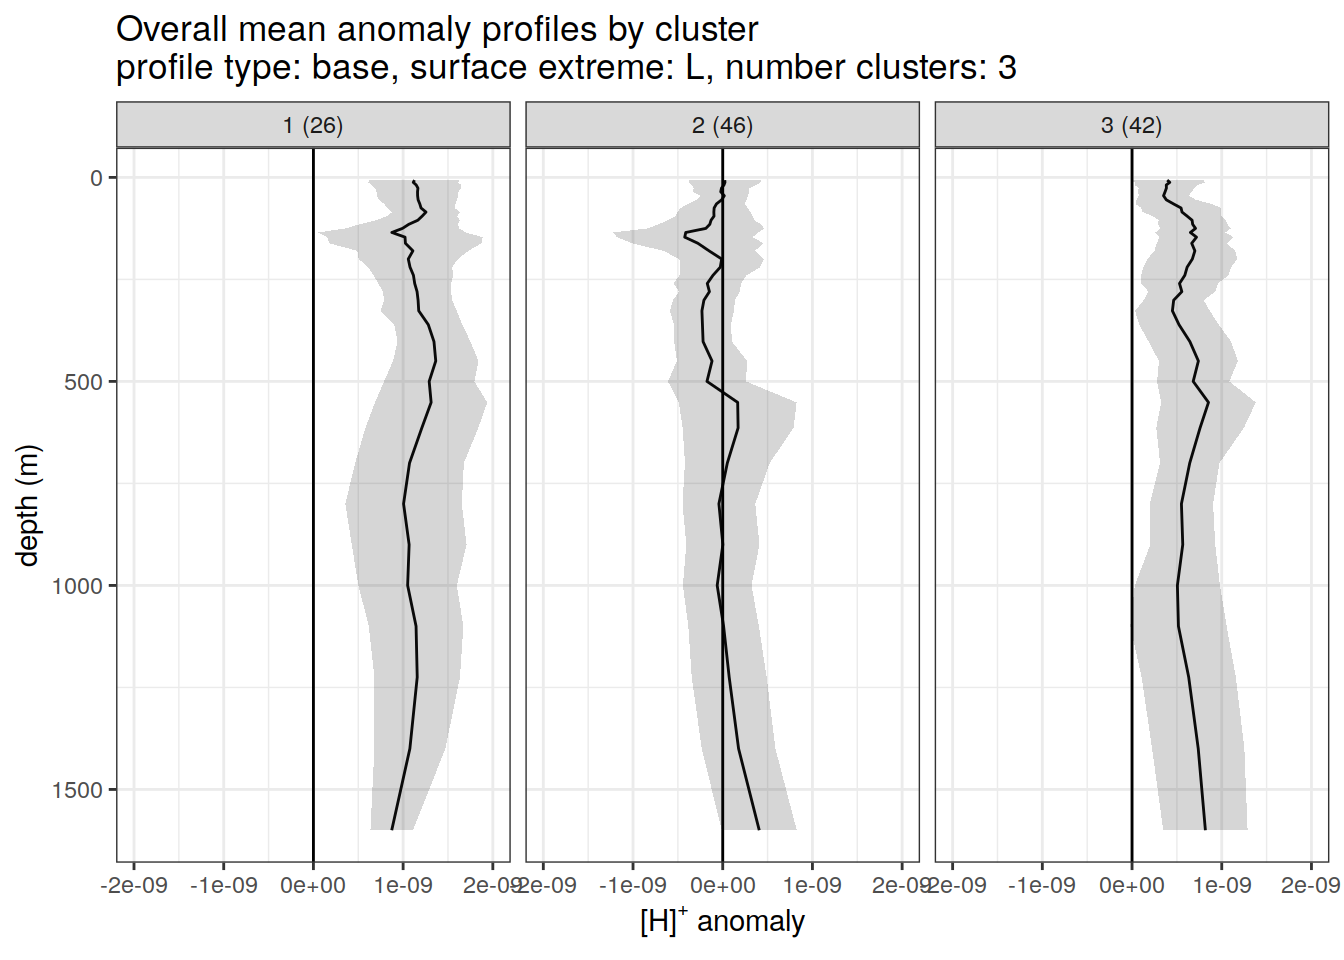 Overall mean anomaly profiles by cluster
profile type: base, surface extreme: L, number clusters: 3
1 (26) 2 (46) 3 (42)
0
500
1000
1500
depth (m)
-2e-09 -1e-09 0e+00 1e-09 2e-09 -2e-09 -1e-09 0e+00 1e-09 2e-09 -2e-09 -1e-09 0e+00 1e-09 2e-09
[H]⁺ anomaly